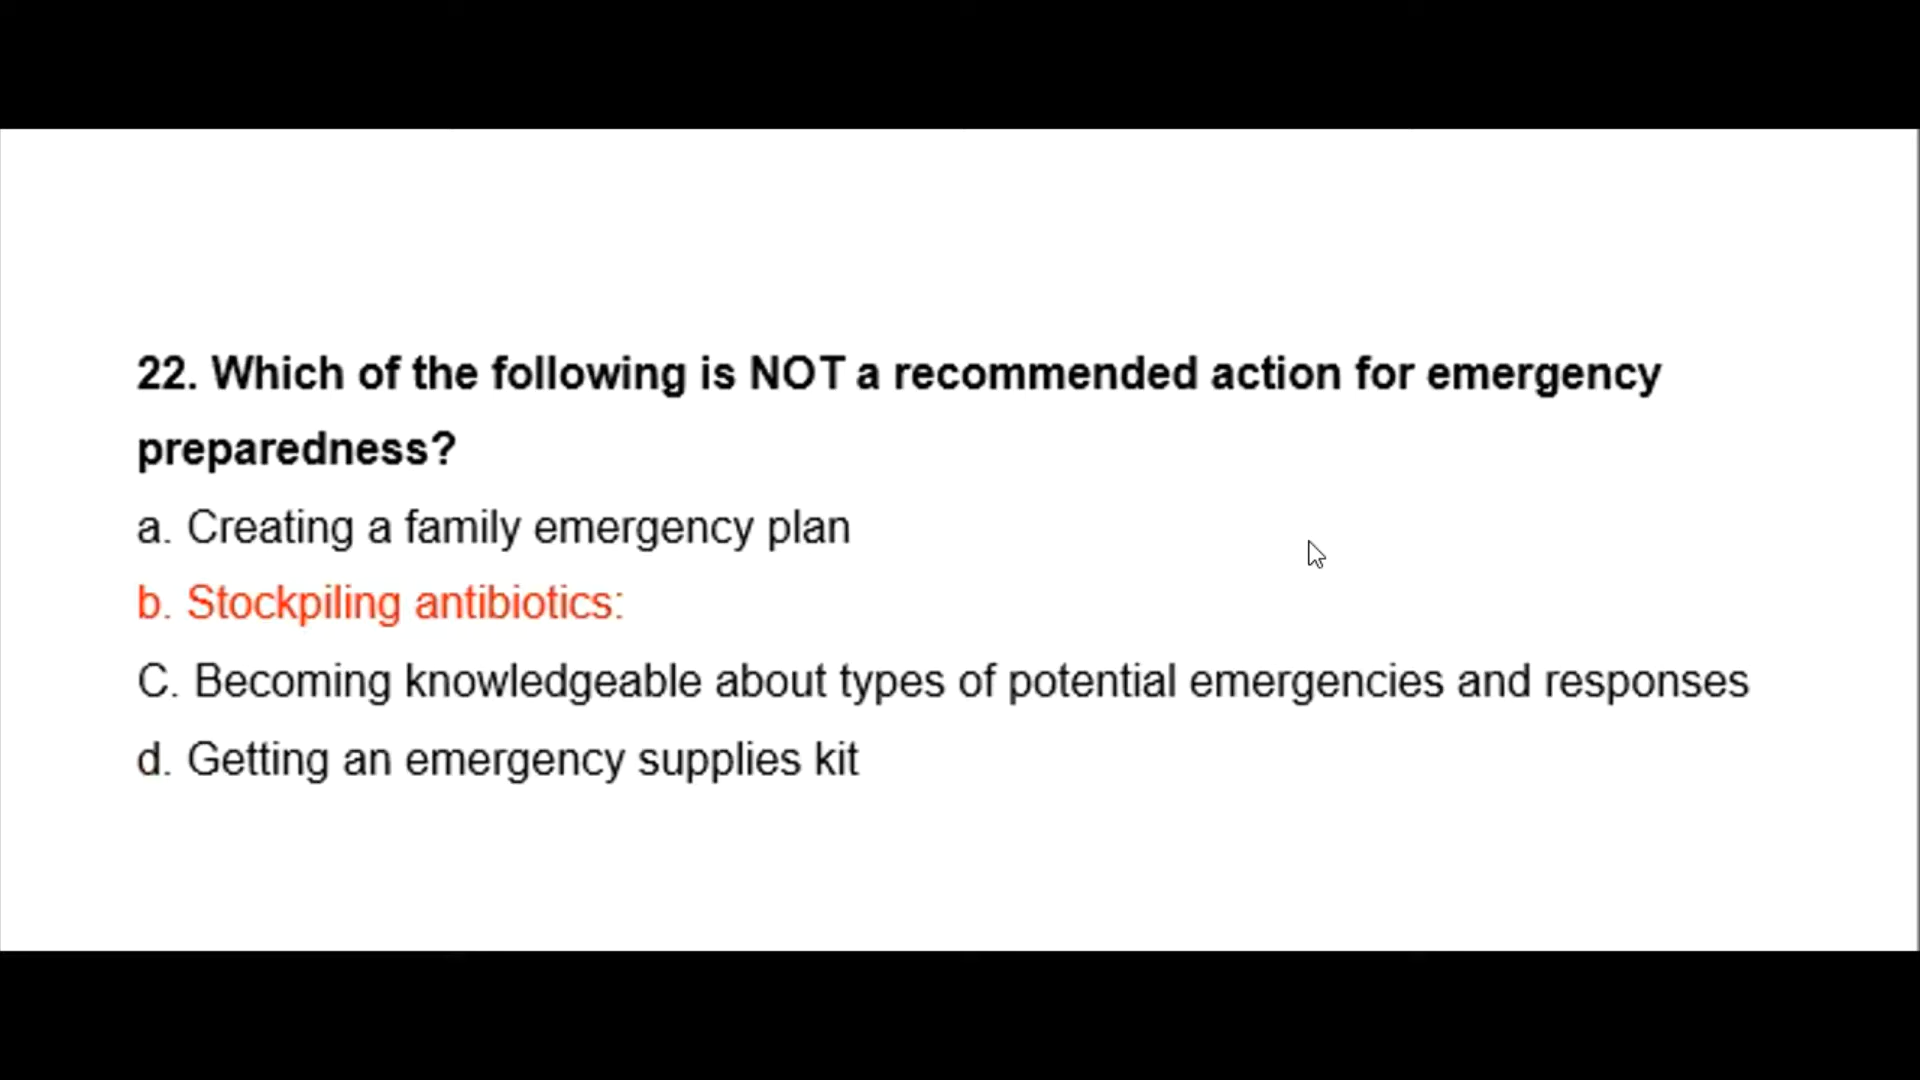 22. Which of the following is NOT a recommended action for emergency
preparedness?
a. Creating a family emergency plan
b. Stockpiling antibiotics:
C. Becoming knowledgeable about types of potential emergencies and responses
d. Getting an emergency supplies kit